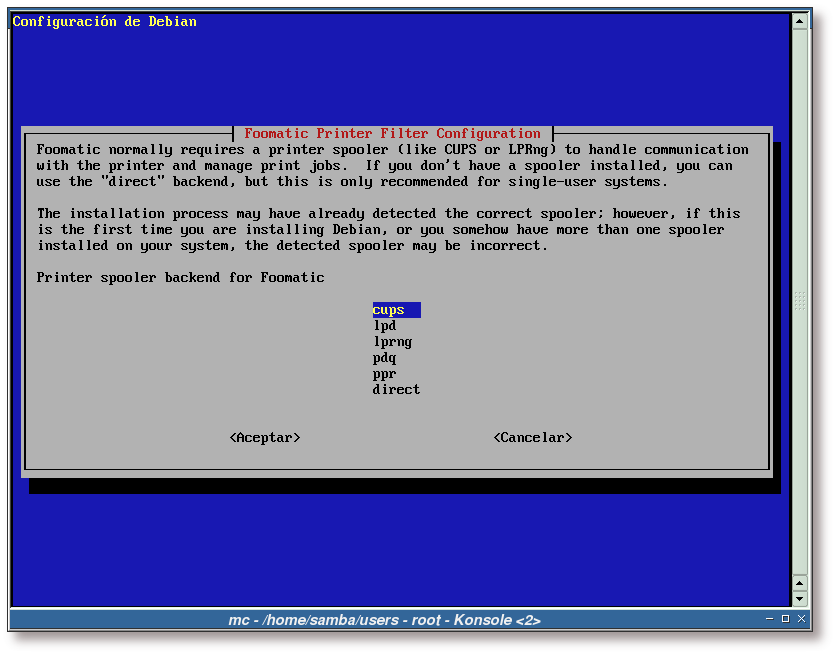 Configuración de Debian
Foomatic Printer Filter Configuration
Foomatic normally requires a printer spooler (like CUPS or LPRng) to handle communication
with the printer and manage print jobs.  If you don't have a spooler installed, you can
use the "direct" backend, but this is only recommended for single-user systems.
The installation process may have already detected the correct spooler; however, if this
is the first time you are installing Debian, or you somehow have more than one spooler
installed on your system, the detected spooler may be incorrect.
Printer spooler backend for Foomatic
cups
lpd
lprng
pdq
ppr
direct
<Aceptar> <Cancelar>
mc - /home/samba/users - root - Konsole <2>